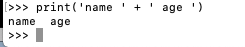 >>> print('name ' + ' age ')
name  age
>>>